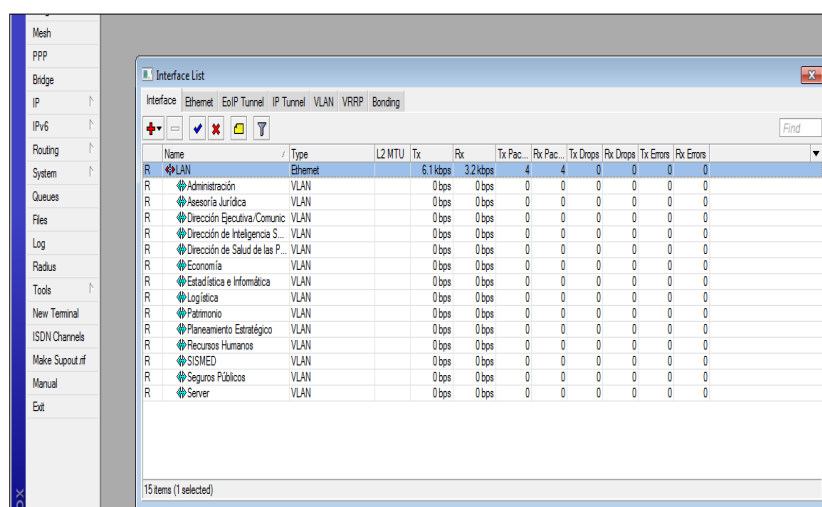 Mesh
PPP
Bridge
IP
IPv6
Routing
System
Queues
Files
Log
Radius
Tools
New Terminal
ISDN Channels
Make Supout.rif
Manual
Exit
Interface List
Interface Ethernet EoIP Tunnel IP Tunnel VLAN VRRP Bonding
Find
Name Type L2 MTU Tx Rx Tx Pac... Rx Pac... Tx Drops Rx Drops Tx Errors Rx Errors
R LAN Ethernet 6.1 kbps 3.2 kbps 4 4 0 0 0 0
R Administración VLAN 0 bps 0 bps 0 0 0 0 0 0
R Asesoría Jurídica VLAN 0 bps 0 bps 0 0 0 0 0 0
R Dirección Ejecutiva/Comunic VLAN 0 bps 0 bps 0 0 0 0 0 0
R Dirección de Inteligencia S... VLAN 0 bps 0 bps 0 0 0 0 0 0
R Dirección de Salud de las P... VLAN 0 bps 0 bps 0 0 0 0 0 0
R Economía VLAN 0 bps 0 bps 0 0 0 0 0 0
R Estadística e Informática VLAN 0 bps 0 bps 0 0 0 0 0 0
R Logística VLAN 0 bps 0 bps 0 0 0 0 0 0
R Patrimonio VLAN 0 bps 0 bps 0 0 0 0 0 0
R Planeamiento Estratégico VLAN 0 bps 0 bps 0 0 0 0 0 0
R Recursos Humanos VLAN 0 bps 0 bps 0 0 0 0 0 0
R SISMED VLAN 0 bps 0 bps 0 0 0 0 0 0
R Seguros Públicos VLAN 0 bps 0 bps 0 0 0 0 0 0
R Server VLAN 0 bps 0 bps 0 0 0 0 0 0
15 items (1 selected)